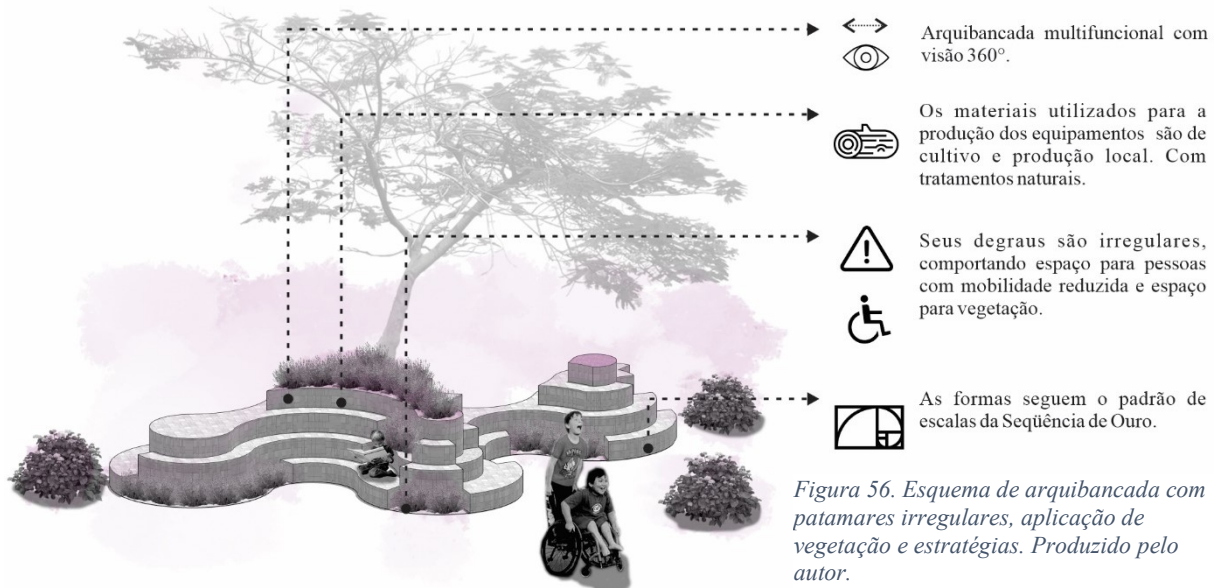 Arquibancada multifuncional com
visão 360°.
Os materiais utilizados para a
produção dos equipamentos são de
cultivo e produção local. Com
tratamentos naturais.
Seus degraus são irregulares,
comportando espaço para pessoas
com mobilidade reduzida e espaço
para vegetação.
As formas seguem o padrão de
escalas da Seqüência de Ouro.
Figura 56. Esquema de arquibancada com
patamares irregulares, aplicação de
vegetação e estratégias. Produzido pelo
autor.